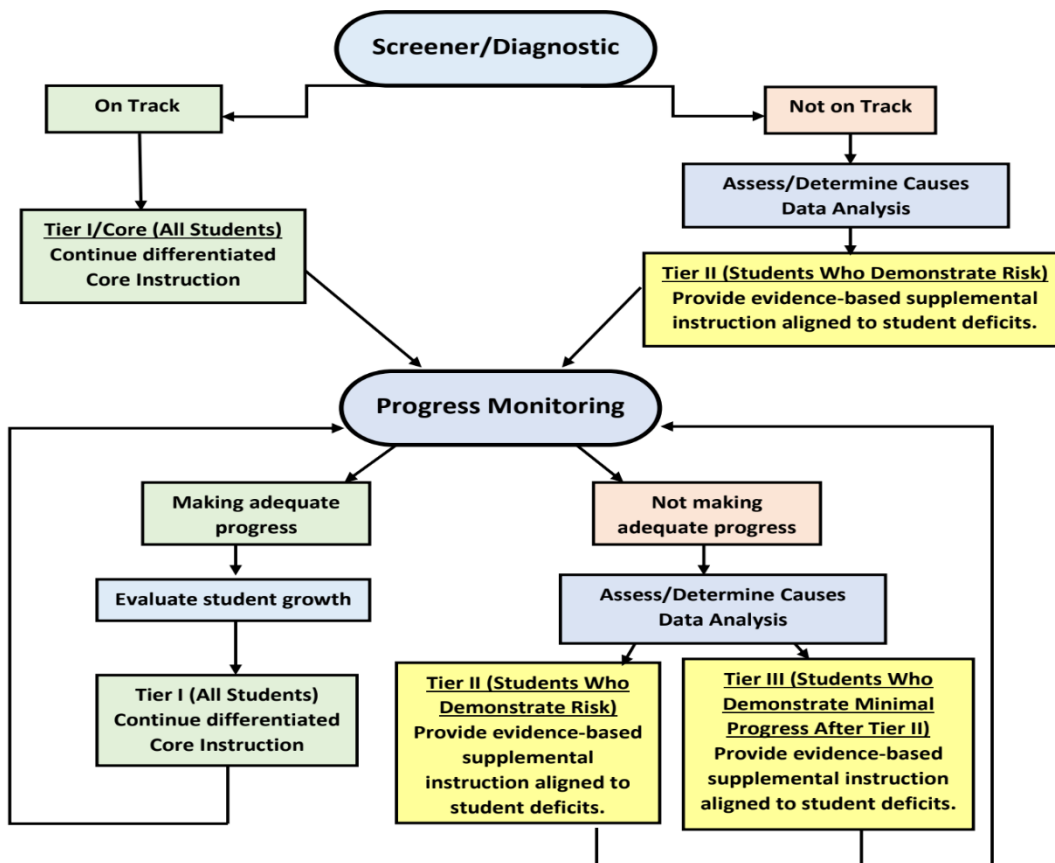 Screener/Diagnostic
On Track
Not on Track
Assess/Determine Causes
Data Analysis
Tier I/Core (All Students)
Continue differentiated
Core Instruction
Tier II (Students Who Demonstrate Risk)
Provide evidence-based supplemental
instruction aligned to student deficits.
Progress Monitoring
Making adequate
progress
Not making
adequate progress
Evaluate student growth
Assess/Determine Causes
Data Analysis
Tier I (All Students)
Continue differentiated
Core Instruction
Tier II (Students Who
Demonstrate Risk)
Provide evidence-based
supplemental
instruction aligned to
student deficits.
Tier III (Students Who
Demonstrate Minimal
Progress After Tier II)
Provide evidence-based
supplemental instruction
aligned to student deficits.